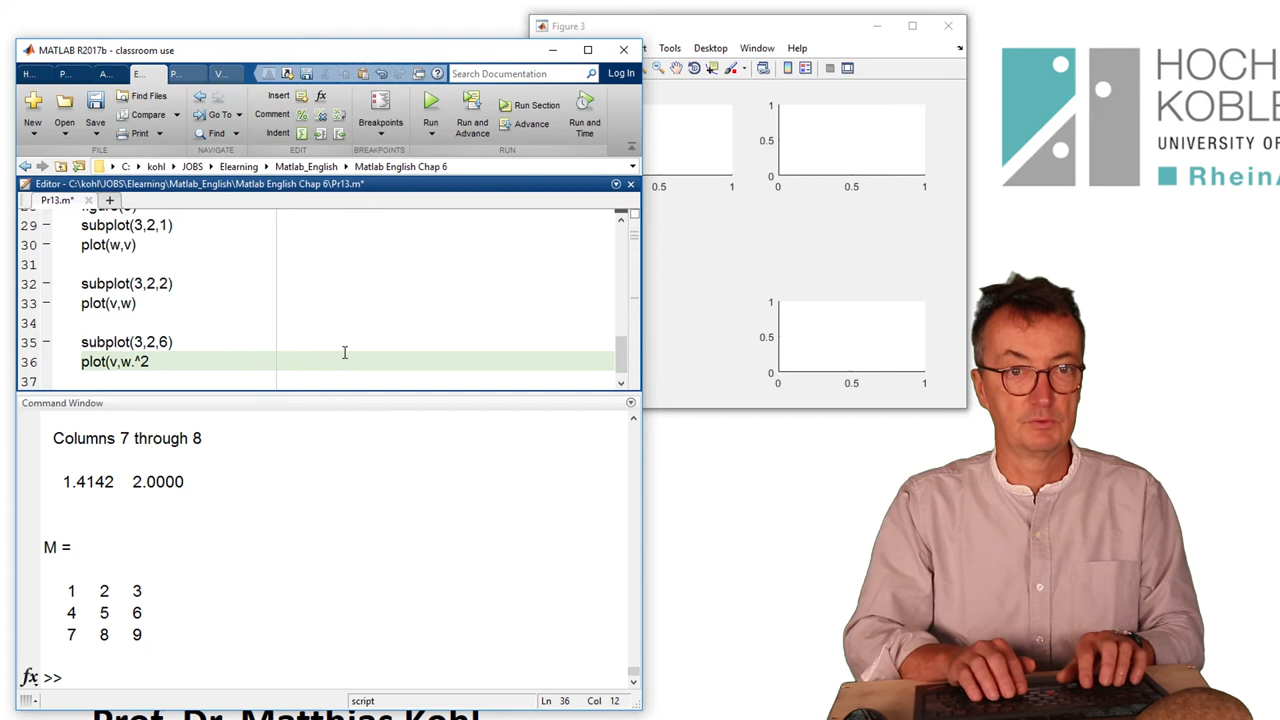 Figure 3
MATLAB R2017b - classroom use
Tools Desktop Window Help
H... P... A... E... P... V...
Search Documentation
Log In
New Open Save
Find Files
Compare
Print
FILE
Go To
Find
NAVIGATE
Insert fx
Comment %
Indent
EDIT
Breakpoints
BREAKPOINTS
Run
Run and Advance
Run Section
Advance
Run and Time
RUN
C: kohl JOBS Elearning Matlab_English Matlab English Chap 6
Editor - C:\kohl\JOBS\Elearning\Matlab_English\Matlab English Chap 6\Pr13.m*
Pr13.m*
29 subplot(3,2,1)
30 plot(w,v)
31
32 subplot(3,2,2)
33 plot(v,w)
34
35 subplot(3,2,6)
36 plot(v,w.^2
37
Command Window
Columns 7 through 8
1.4142 2.0000
M =
1 2 3
4 5 6
7 8 9
fx >>
script
Ln 36 Col 12
0.5 1
1
0.5
0
0 0.5 1
1
0.5
0
0 0.5 1
HOCH
KOBLE
UNIVERSITY OF
RheinA
Prof. Dr. Matthias Kohl